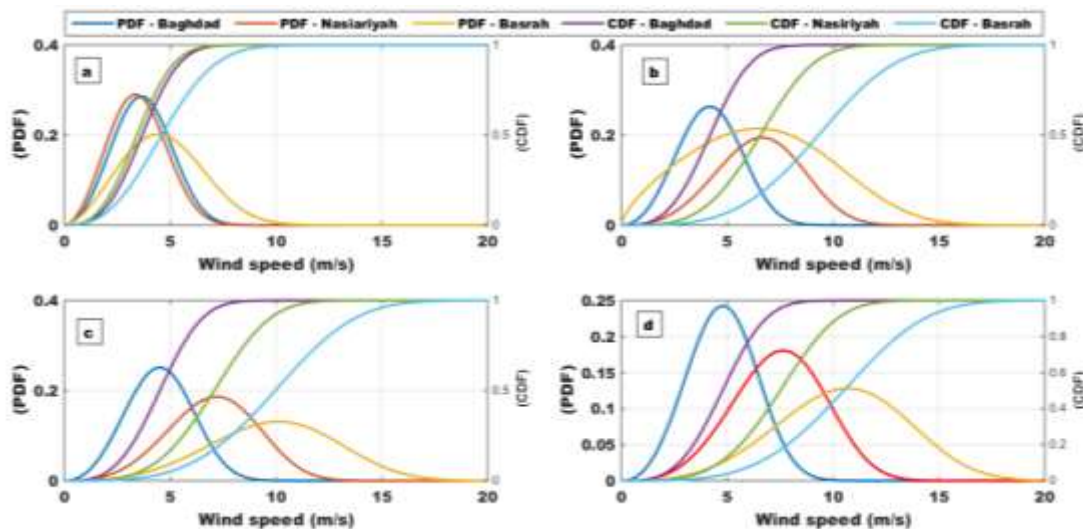 PDF - Baghdad PDF - Nasiariyah PDF - Basrah CDF - Baghdad CDF - Nasiriyah CDF - Basrah
0.4 1
a b
(PDF) 0.2 0.5 (CDF)
0 0
0 5 10 15 20
Wind speed (m/s)
0.4 1
(PDF) 0.2 0.5 (CDF)
0 0
0 5 10 15 20
Wind speed (m/s)
0.4 1
c
(PDF) 0.2 0.5 (CDF)
0 0
0 5 10 15 20
Wind speed (m/s)
0.25 1
d
0.2 0.8
0.15 0.6
(PDF) (CDF)
0.1 0.4
0.05 0.2
0 0
0 5 10 15 20
Wind speed (m/s)